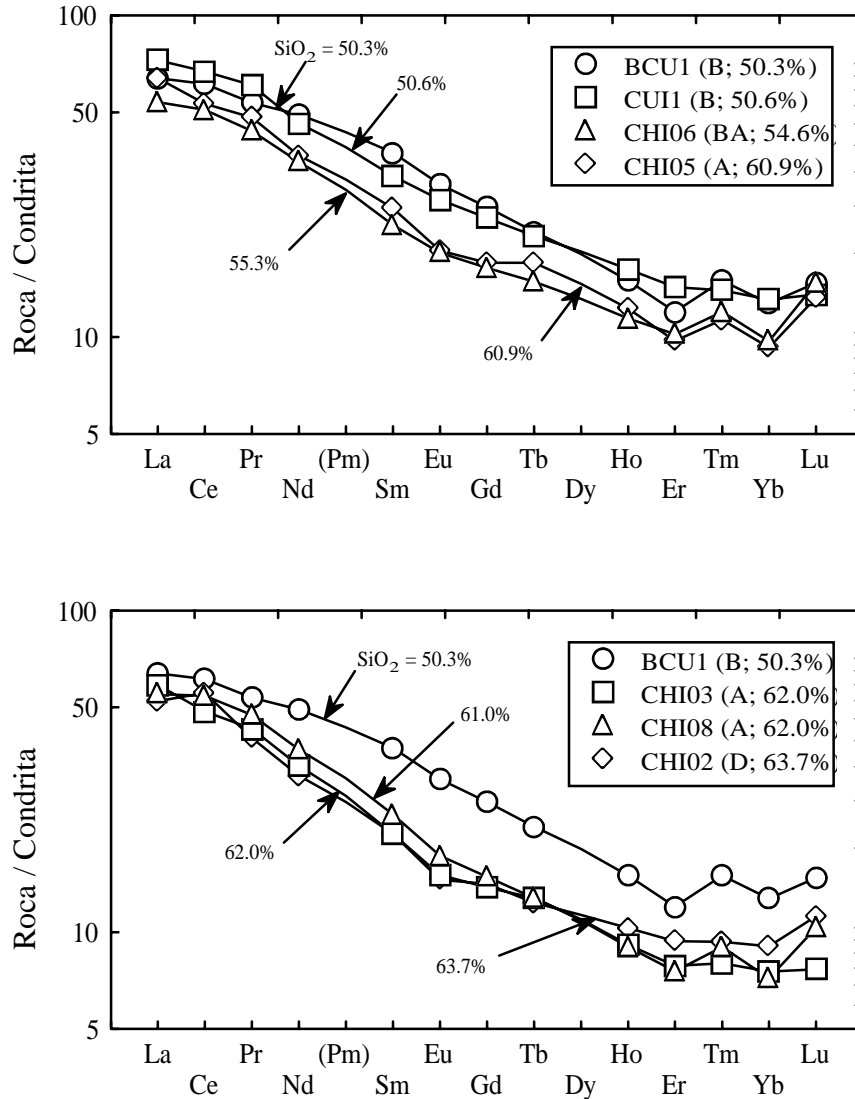 100
50
10
5
Roca / Condrita
SiO2 = 50.3%
50.6%
55.3%
60.9%
BCU1 (B; 50.3%)
CUI1 (B; 50.6%)
CHI06 (BA; 54.6%
CHI05 (A; 60.9%)
La Pr (Pm) Eu Tb Ho Tm Lu
Ce Nd Sm Gd Dy Er Yb
100
50
10
5
Roca / Condrita
SiO2 = 50.3%
61.0%
62.0%
63.7%
BCU1 (B; 50.3%)
CHI03 (A; 62.0%
CHI08 (A; 62.0%
CHI02 (D; 63.7%
La Pr (Pm) Eu Tb Ho Tm Lu
Ce Nd Sm Gd Dy Er Yb